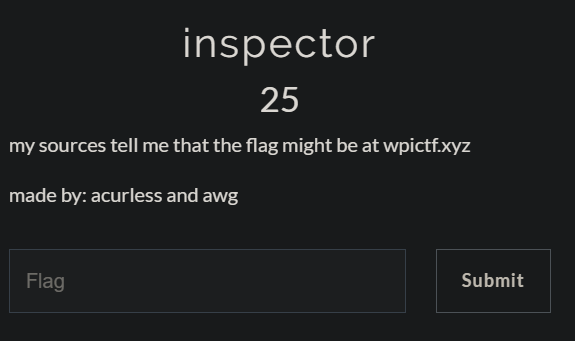 inspector
25
my sources tell me that the flag might be at wpictf.xyz
made by: acurless and awg
Flag
Submit